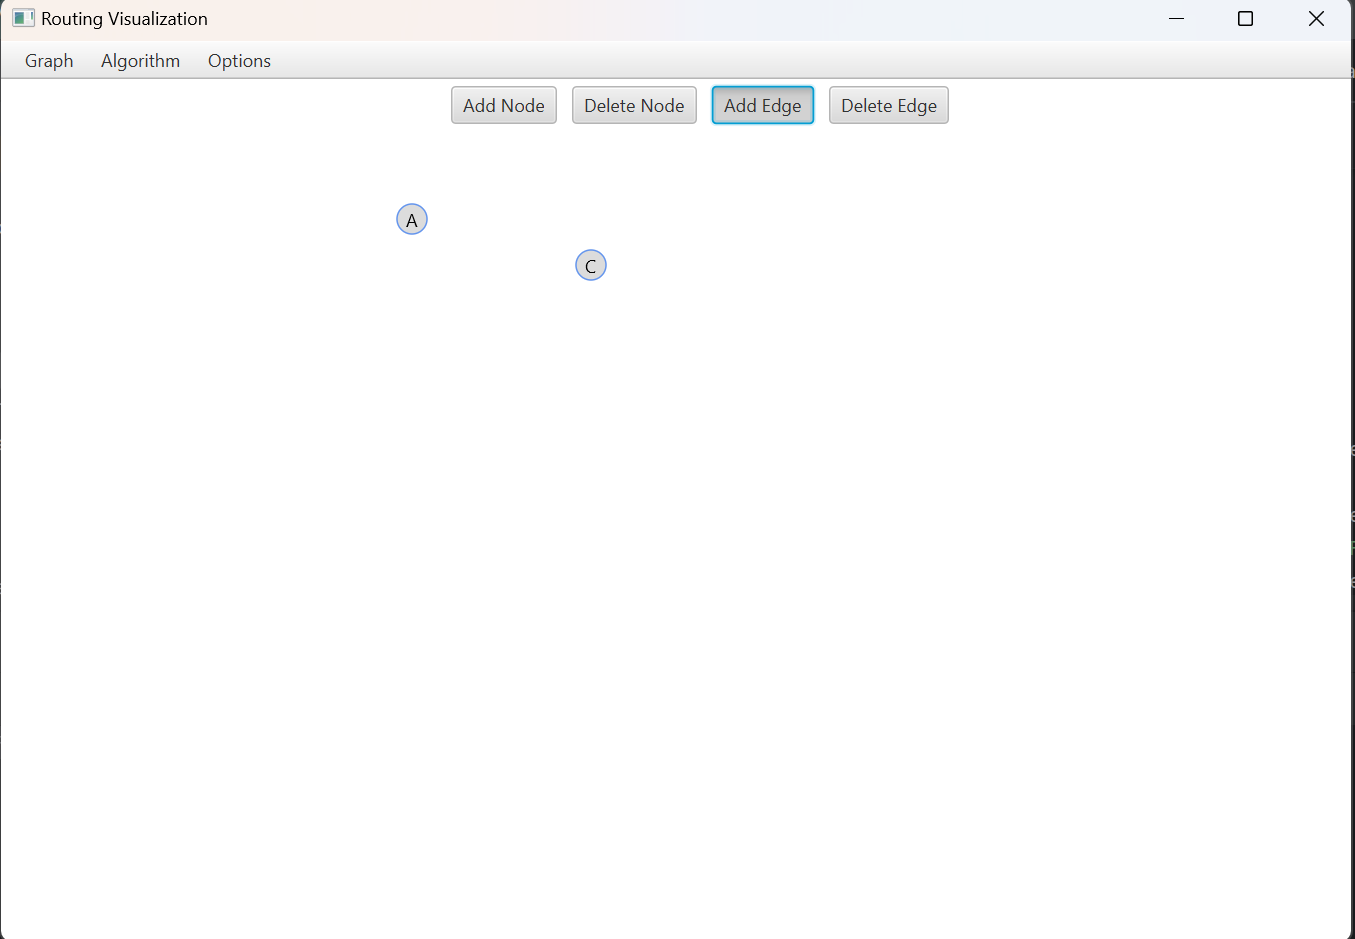 Routing Visualization
Graph Algorithm Options
Add Node Delete Node Add Edge Delete Edge
A
C